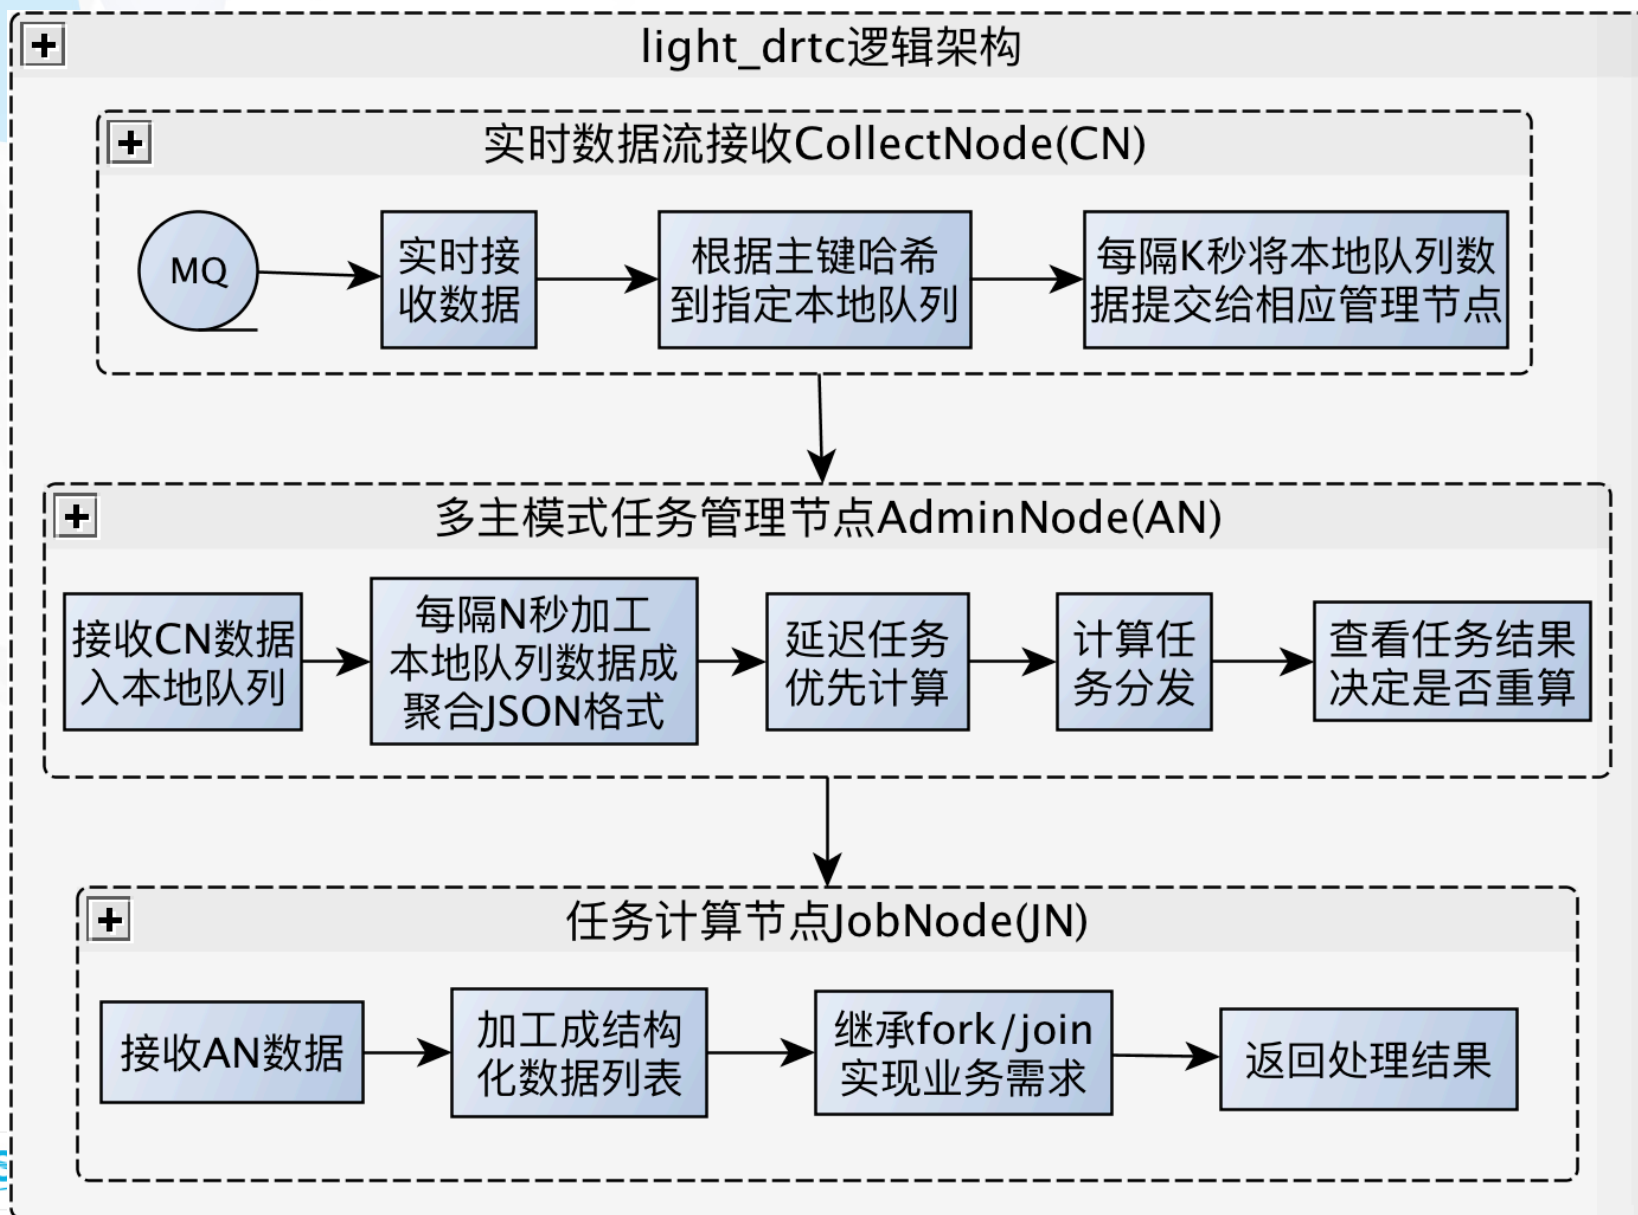 light_drtc逻辑架构
实时数据流接收CollectNode(CN)
MQ
实时接
收数据
根据主键哈希
到指定本地队列
每隔K秒将本地队列数
据提交给相应管理节点
多主模式任务管理节点AdminNode(AN)
接收CN数据
入本地队列
每隔N秒加工
本地队列数据成
聚合JSON格式
延迟任务
优先计算
计算任
务分发
查看任务结果
决定是否重算
任务计算节点JobNode(JN)
接收AN数据
加工成结构
化数据列表
继承fork/join
实现业务需求
返回处理结果